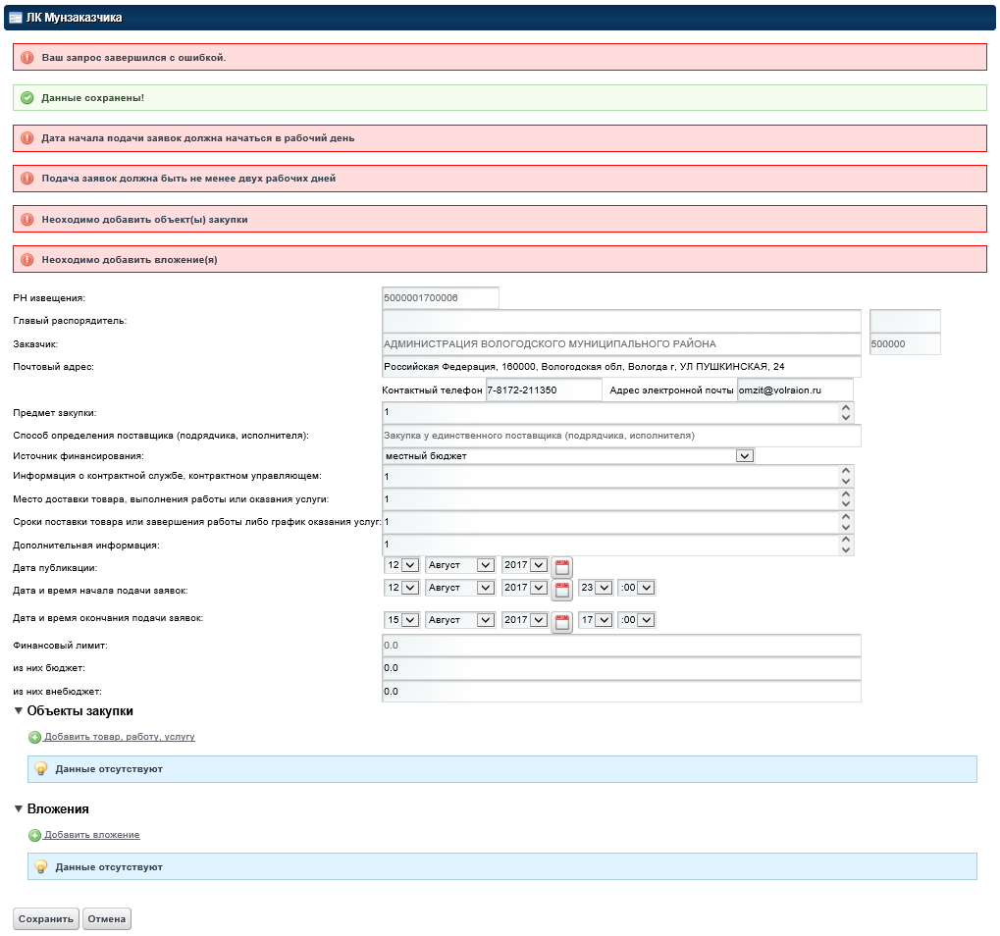 ЛК Мунзаказчика
Ваш запрос завершился с ошибкой.
Данные сохранены!
Дата начала подачи заявок должна начаться в рабочий день
Подача заявок должна быть не менее двух рабочих дней
Неоходимо добавить объект(ы) закупки
Неоходимо добавить вложение(я)
РН извещения: 5000001700006
Главый распорядитель:
Заказчик: АДМИНИСТРАЦИЯ ВОЛОГОДСКОГО МУНИЦИПАЛЬНОГО РАЙОНА 500000
Почтовый адрес: Российская Федерация, 160000, Вологодская обл, Вологда г, УЛ ПУШКИНСКАЯ, 24
Контактный телефон 7-8172-211350 Адрес электронной почты omzit@volraion.ru
Предмет закупки: 1
Способ определения поставщика (подрядчика, исполнителя): Закупка у единственного поставщика (подрядчика, исполнителя)
Источник финансирования: местный бюджет
Информация о контрактной службе, контрактном управляющем: 1
Место доставки товара, выполнения работы или оказания услуги: 1
Сроки поставки товара или завершения работы либо график оказания услуг: 1
Дополнительная информация: 1
Дата публикации: 12 Август 2017
Дата и время начала подачи заявок: 12 Август 2017 23 :00
Дата и время окончания подачи заявок: 15 Август 2017 17 :00
Финансовый лимит: 0.0
из них бюджет: 0.0
из них внебюджет: 0.0
Объекты закупки
Добавить товар, работу, услугу
Данные отсутствуют
Вложения
Добавить вложение
Данные отсутствуют
Сохранить Отмена